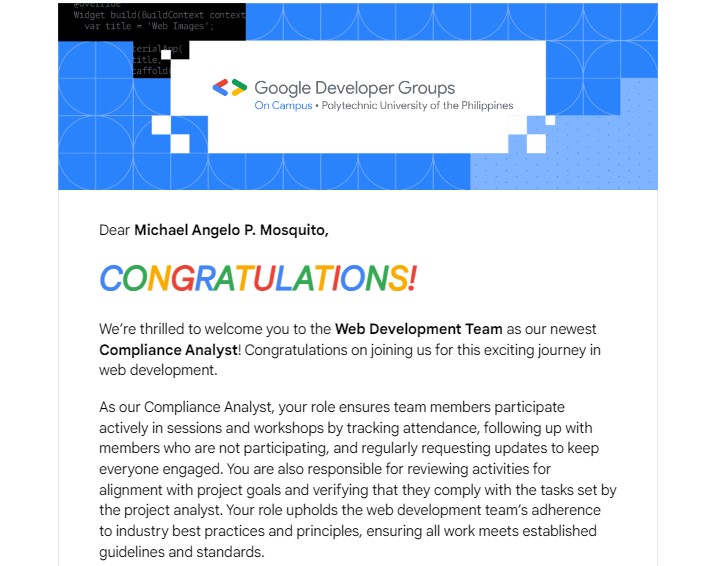 @override
Widget build(BuildContext context
var title = 'Web Images';
terialApp(
title,
caffold(
Google Developer Groups
On Campus • Polytechnic University of the Philippines
Dear Michael Angelo P. Mosquito,
CONGRATULATIONS!
We’re thrilled to welcome you to the Web Development Team as our newest
Compliance Analyst! Congratulations on joining us for this exciting journey in
web development.
As our Compliance Analyst, your role ensures team members participate
actively in sessions and workshops by tracking attendance, following up with
members who are not participating, and regularly requesting updates to keep
everyone engaged. You are also responsible for reviewing activities for
alignment with project goals and verifying that they comply with the tasks set by
the project analyst. Your role upholds the web development team’s adherence
to industry best practices and principles, ensuring all work meets established
guidelines and standards.